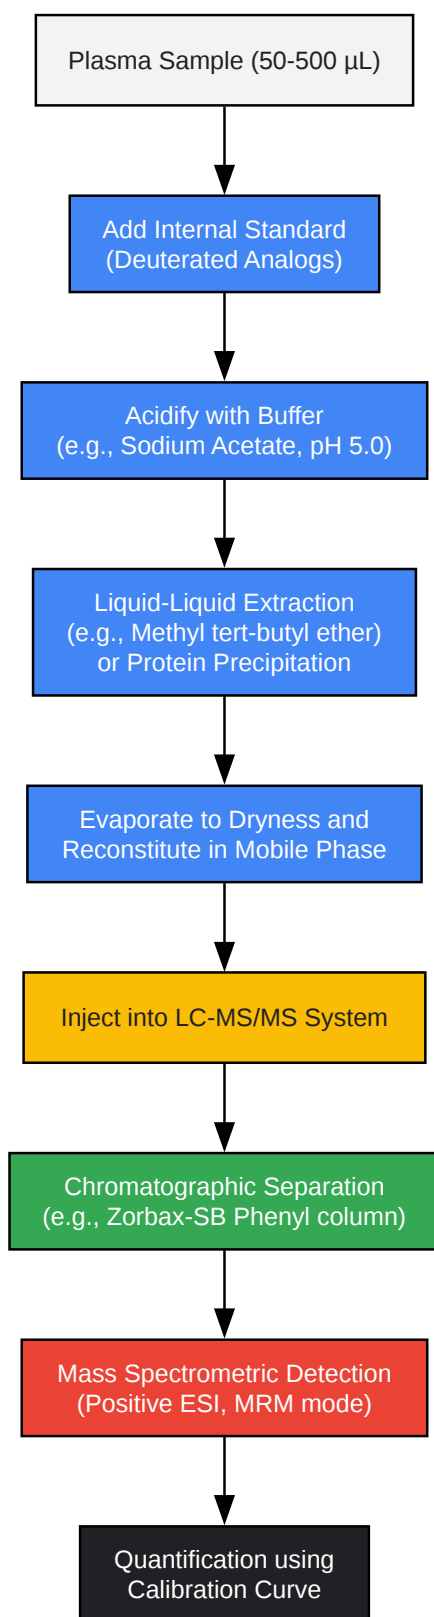 Plasma Sample (50-500 µL)
Add Internal Standard
(Deuterated Analogs)
Acidify with Buffer
(e.g., Sodium Acetate, pH 5.0)
Liquid-Liquid Extraction
(e.g., Methyl tert-butyl ether)
or Protein Precipitation
Evaporate to Dryness and
Reconstitute in Mobile Phase
Inject into LC-MS/MS System
Chromatographic Separation
(e.g., Zorbax-SB Phenyl column)
Mass Spectrometric Detection
(Positive ESI, MRM mode)
Quantification using
Calibration Curve